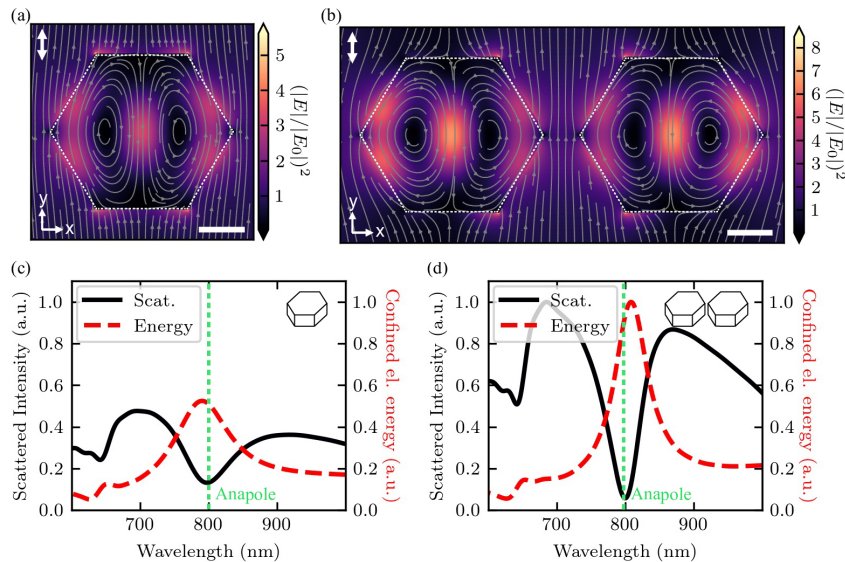 (a)
5
4
3
2
1
(|E|/|E₀|)²
y
x
(b)
8
7
6
5
4
3
2
1
(|E|/|E₀|)²
y
x
(c)
Scattered Intensity (a.u.)
1.0
0.8
0.6
0.4
0.2
0.0
Scat.
Energy
Anapole
1.0
0.8
0.6
0.4
0.2
0.0
Confined el. energy (a.u.)
700 800 900
Wavelength (nm)
(d)
Scattered Intensity (a.u.)
1.0
0.8
0.6
0.4
0.2
0.0
Scat.
Energy
Anapole
1.0
0.8
0.6
0.4
0.2
0.0
Confined el. energy
(a.u.)
700 800 900
Wavelength (nm)